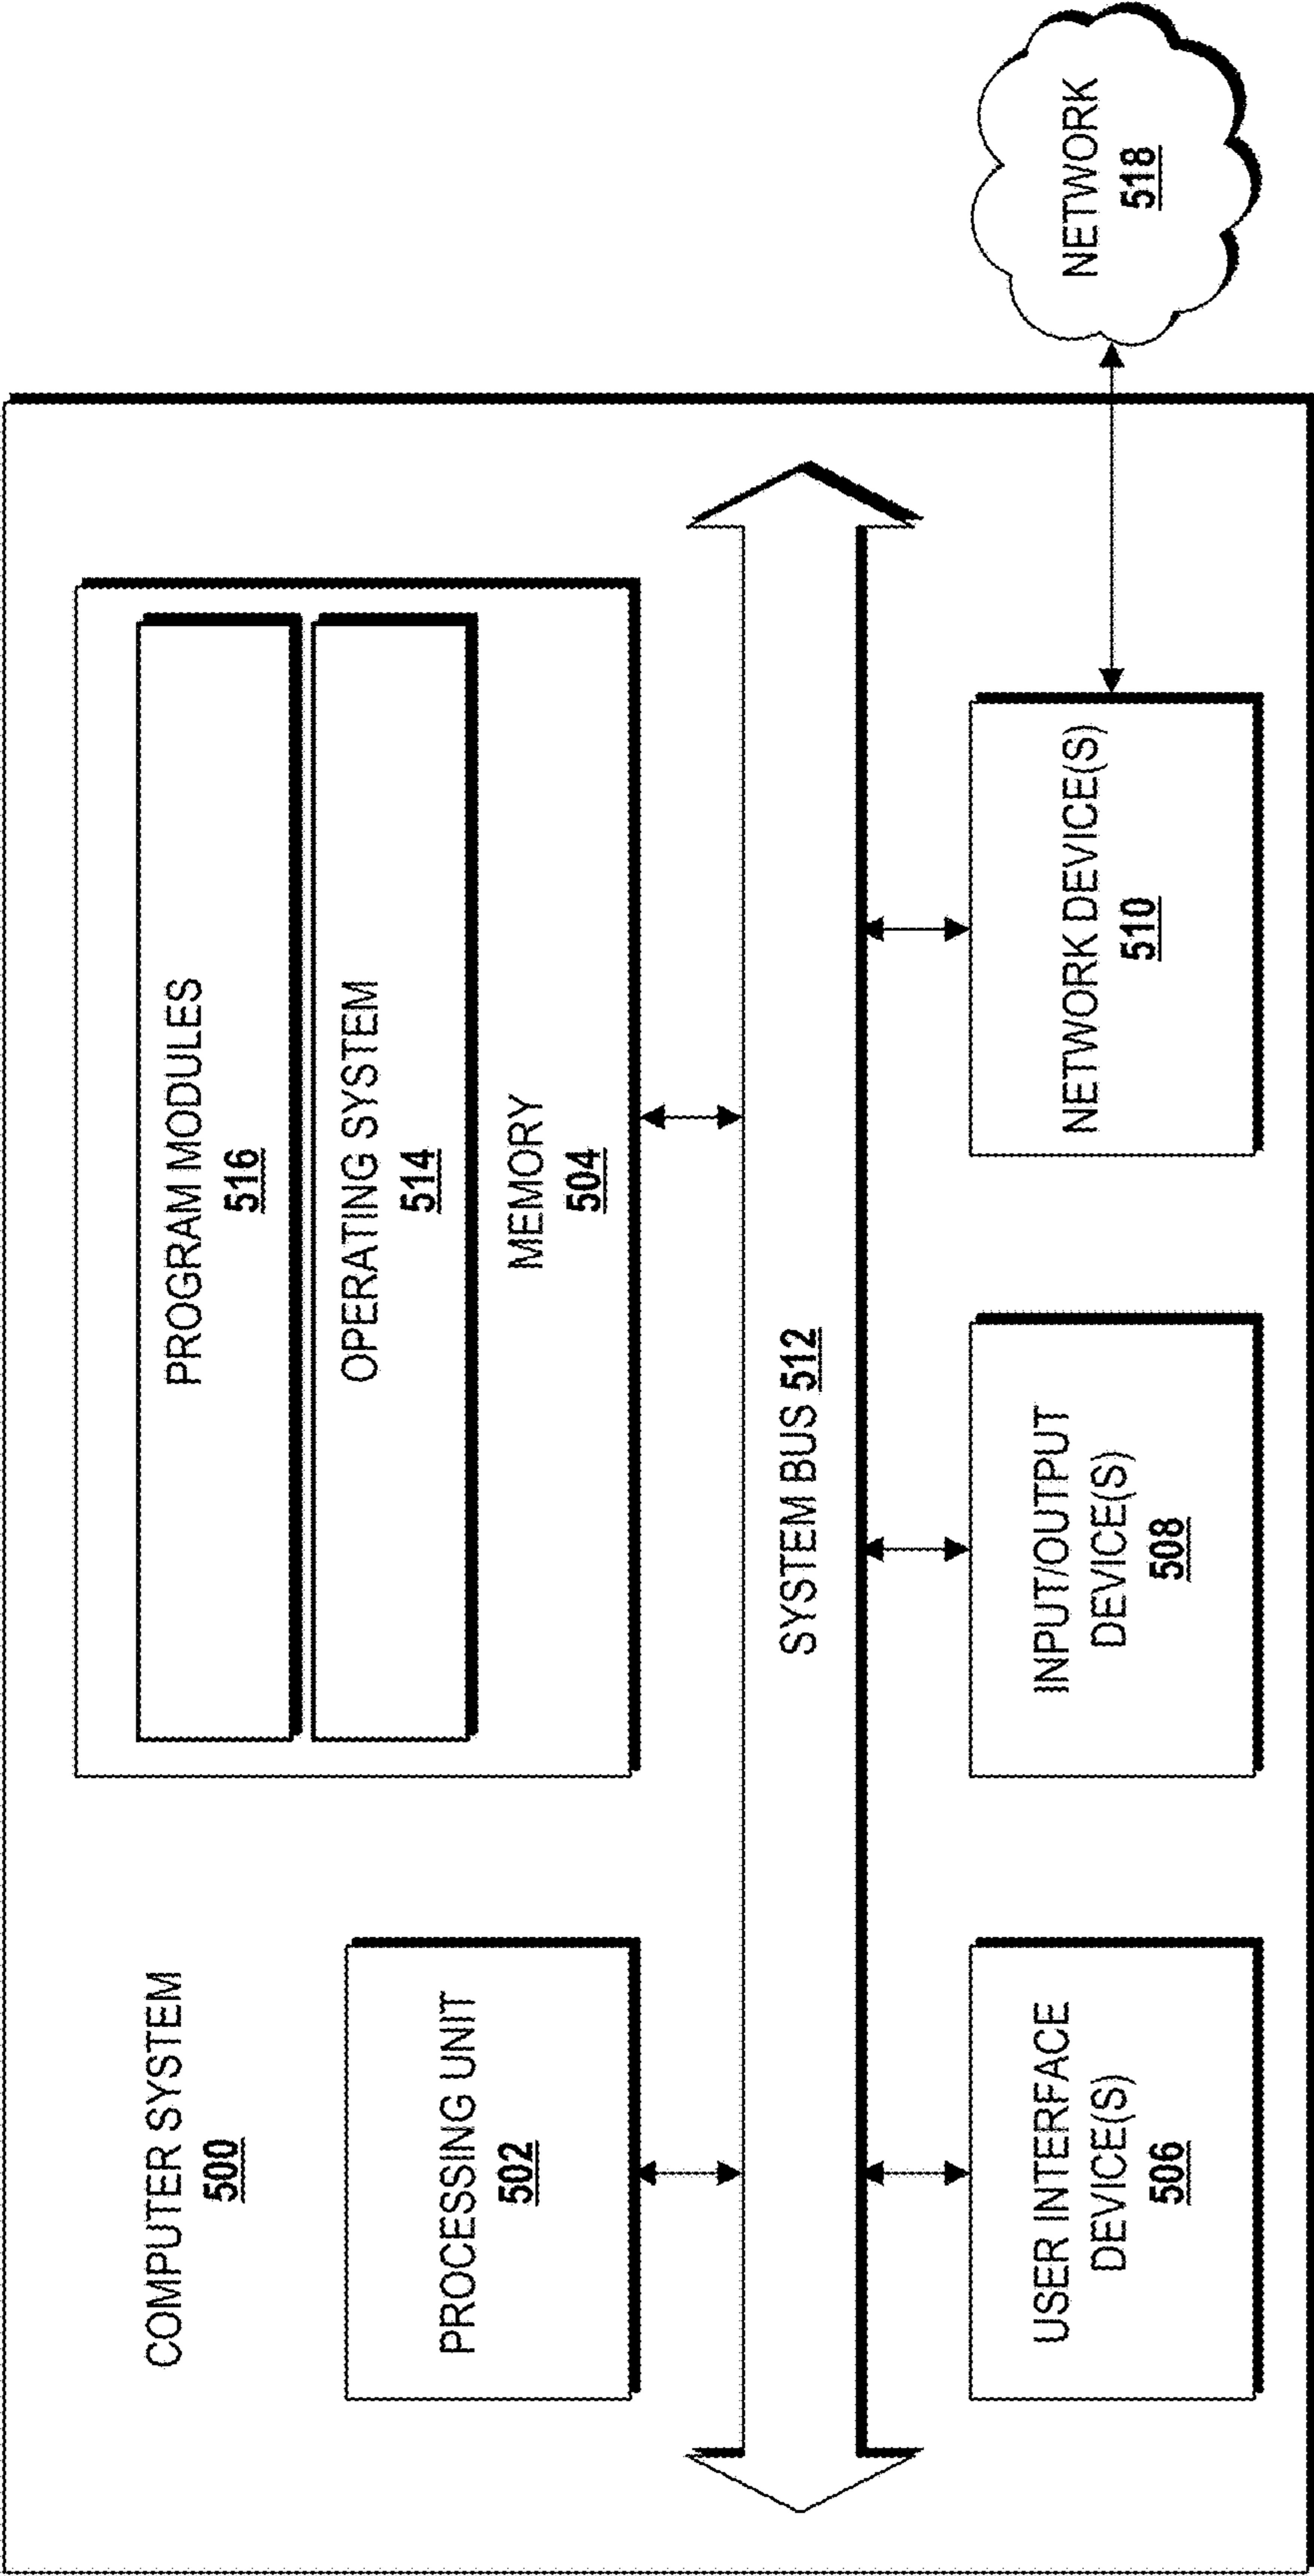 COMPUTER SYSTEM
500
PROCESSING UNIT
502
PROGRAM MODULES
516
OPERATING SYSTEM
514
MEMORY
504
SYSTEM BUS 512
USER INTERFACE
DEVICE(S)
506
INPUT/OUTPUT
DEVICE(S)
508
NETWORK DEVICE(S)
510
NETWORK
518